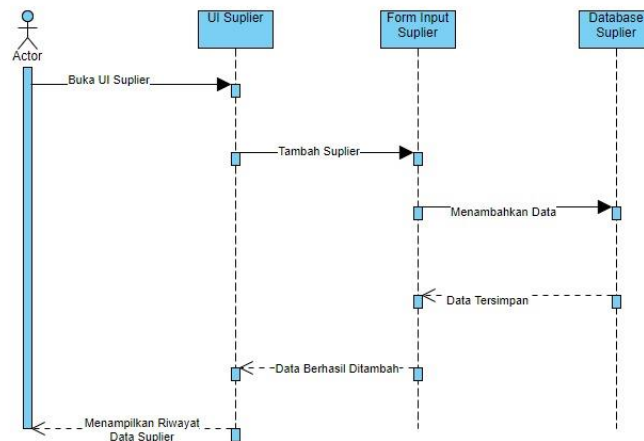 UI Suplier
Form Input
Suplier
Database
Suplier
Actor
Buka UI Suplier
Tambah Suplier
Menambahkan Data
Data Tersimpan
Data Berhasil Ditambah
Menampilkan Riwayat
Data Suplier